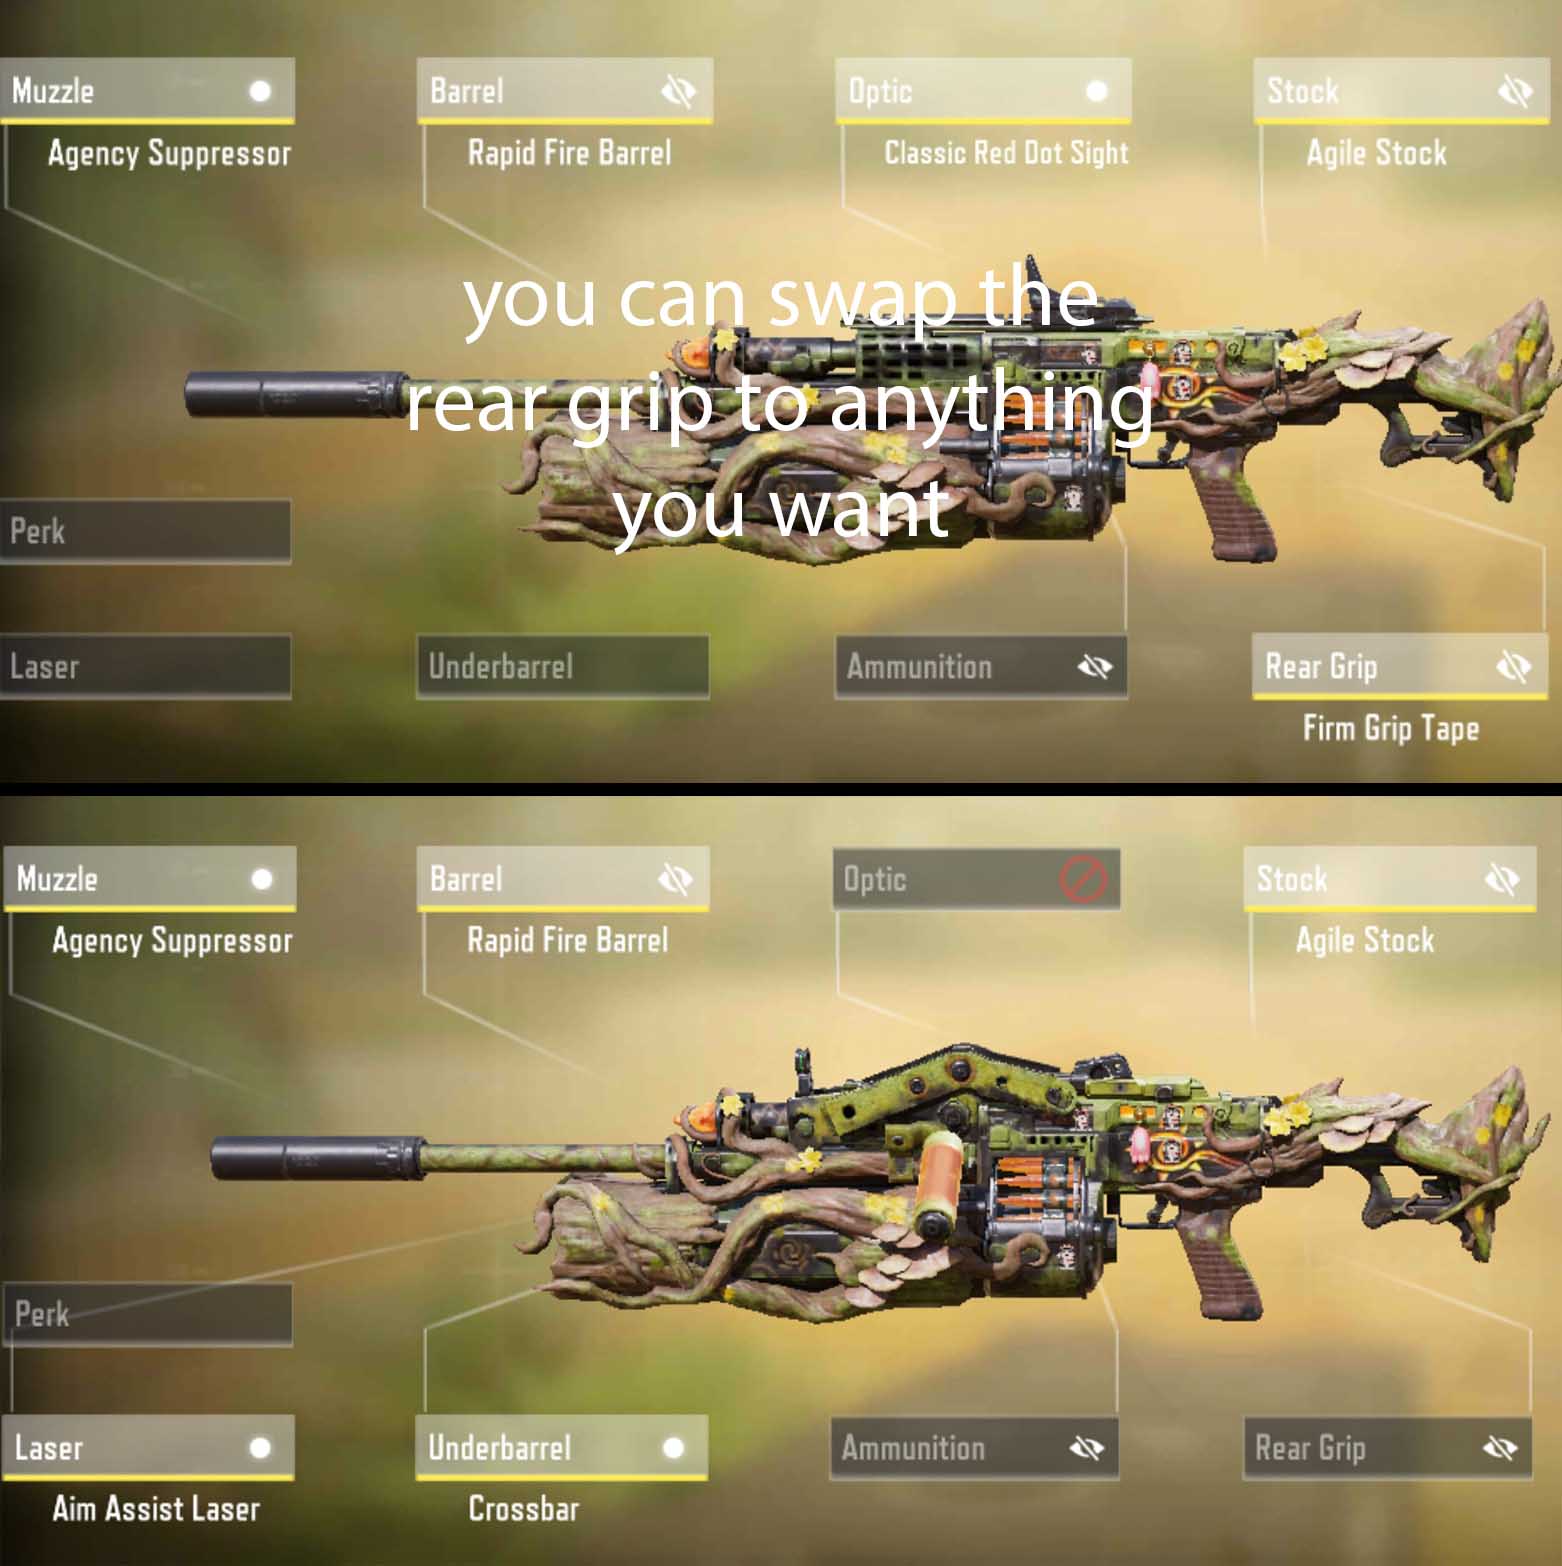 Muzzle
Barrel
Optic
Stock
Agency Suppressor
Rapid Fire Barrel
Classic Red Dot Sight
Agile Stock
you can swap the
rear grip to anything
you want
Perk
Laser
Underbarrel
Ammunition
Rear Grip
Firm Grip Tape
Muzzle
Barrel
Optic
Stock
Agency Suppressor
Rapid Fire Barrel
Agile Stock
Perk
Laser
Underbarrel
Ammunition
Rear Grip
Aim Assist Laser
Crossbar